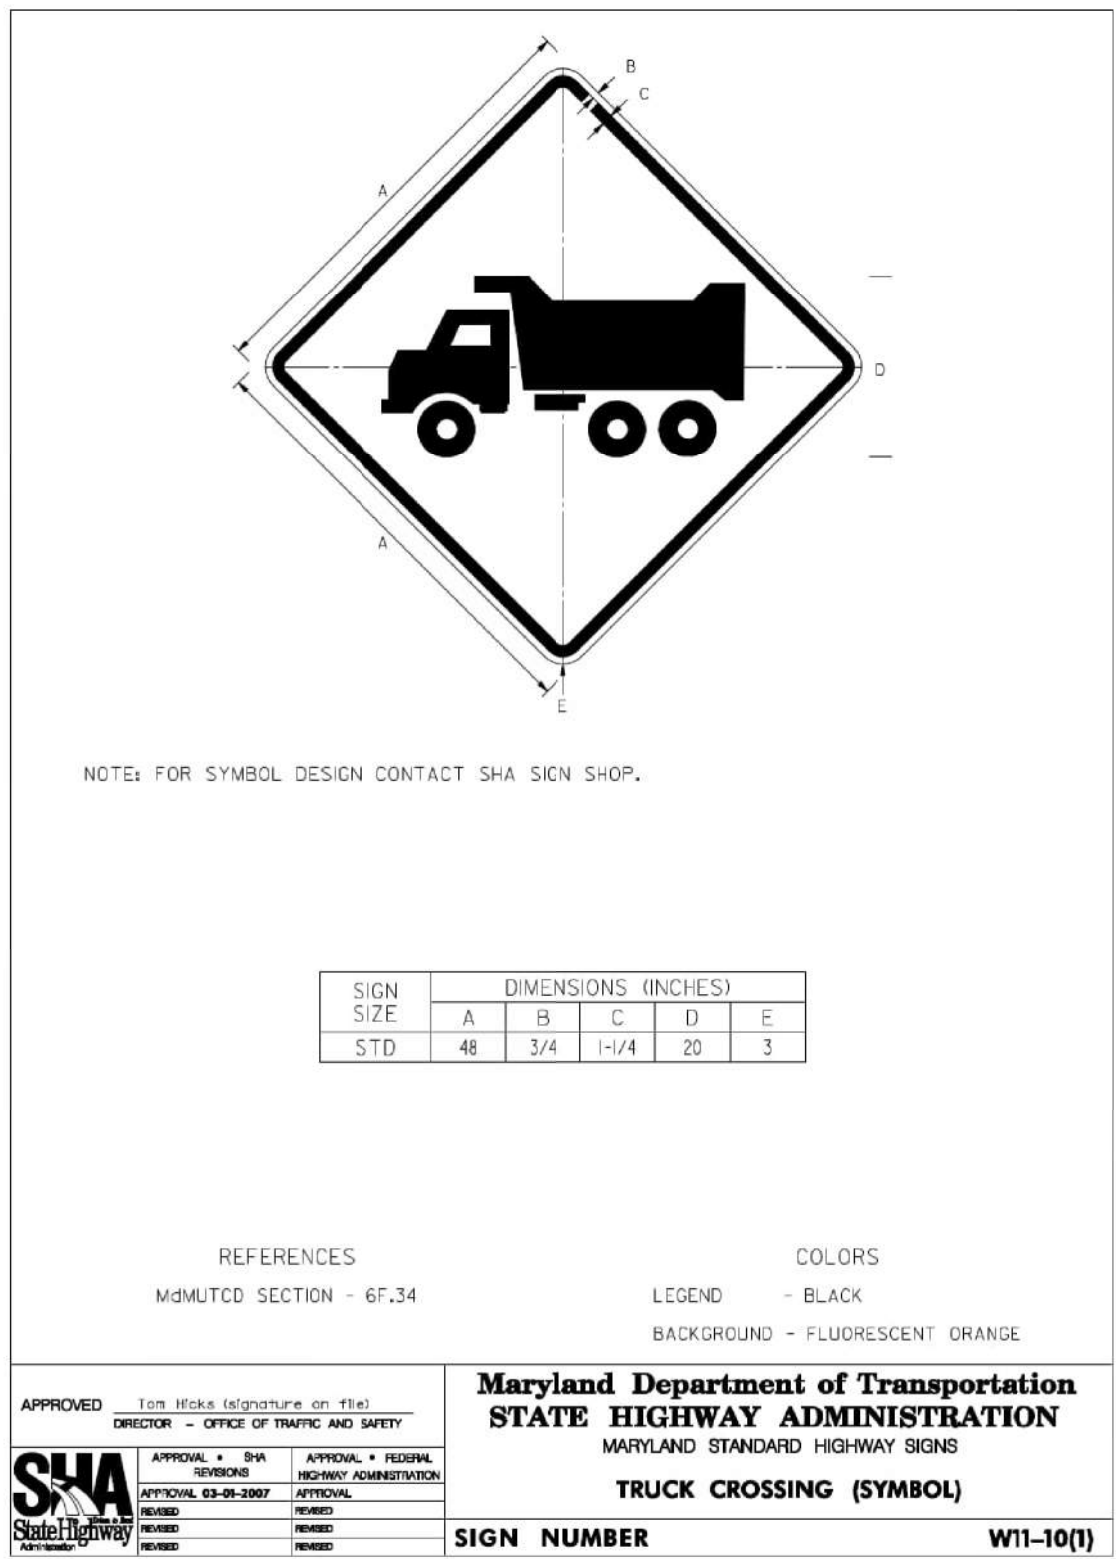 B
C
A
D
A
E
NOTE: FOR SYMBOL DESIGN CONTACT SHA SIGN SHOP.
SIGN SIZE DIMENSIONS (INCHES)
A B C D E
STD 48 3/4 1-1/4 20 3
REFERENCES
MdMUTCD SECTION - 6F.34
COLORS
LEGEND - BLACK
BACKGROUND - FLUORESCENT ORANGE
APPROVED Tom Hicks (signature on file)
DIRECTOR - OFFICE OF TRAFFIC AND SAFETY
SHA
Drive to Excel
StateHighway
Administration
APPROVAL • SHA
REVISIONS
APPROVAL 03-01-2007
REVISED
REVISED
REVISED
APPROVAL • FEDERAL
HIGHWAY ADMINISTRATION
APPROVAL
REVISED
REVISED
REVISED
Maryland Department of Transportation
STATE HIGHWAY ADMINISTRATION
MARYLAND STANDARD HIGHWAY SIGNS
TRUCK CROSSING (SYMBOL)
SIGN NUMBER W11-10(1)